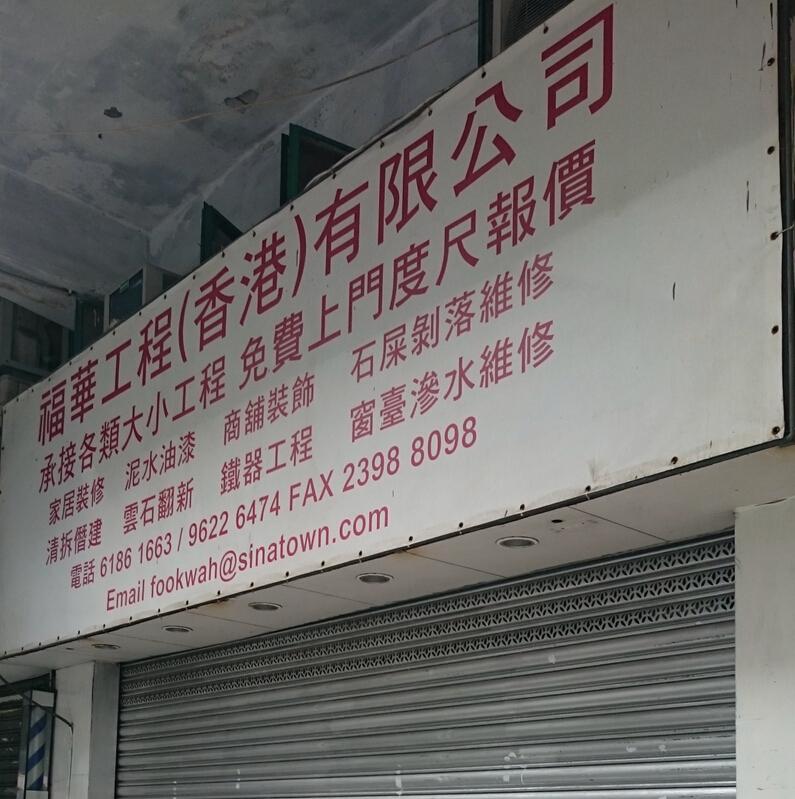 福華工程(香港)有限公司
承接各類大小工程 免費上門度尺報價
家居裝修 泥水油漆 商舖裝飾 石屎剝落維修
清拆僭建 雲石翻新 鐵器工程 窗臺滲水維修
電話 6186 1663 / 9622 6474 FAX 2398 8098
Email fookwah@sinatown.com